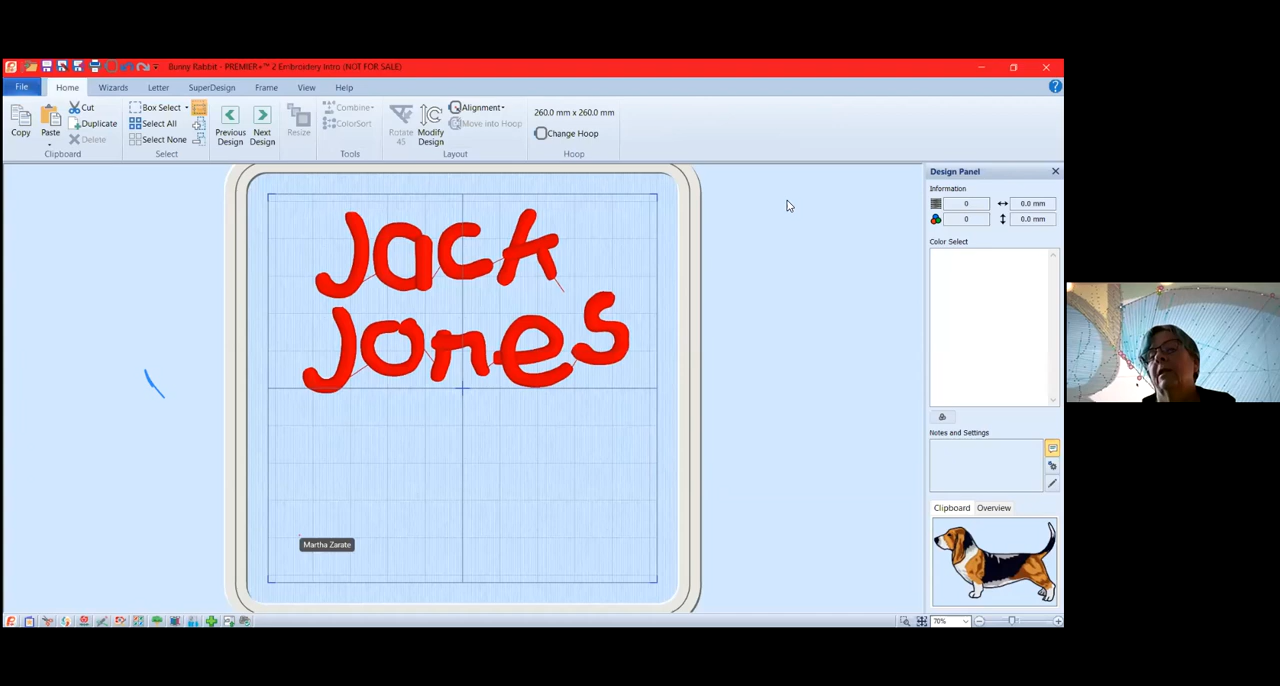 Bunny Rabbit - PREMIER+™ 2 Embroidery Intro (NOT FOR SALE)
File Home Wizards Letter SuperDesign Frame View Help
Copy
Paste
Cut
Duplicate
Delete
Clipboard
Box Select
Select All
Select None
Select
Previous Design
Next Design
Resize
Combine
ColorSort
Tools
Rotate 45
Modify Design
Alignment
Move into Hoop
Layout
260.0 mm x 260.0 mm
Change Hoop
Hoop
Jack
Jones
Martha Zarate
Design Panel
Information
0 0.0 mm
0 0.0 mm
Color Select
Notes and Settings
Clipboard Overview
70%